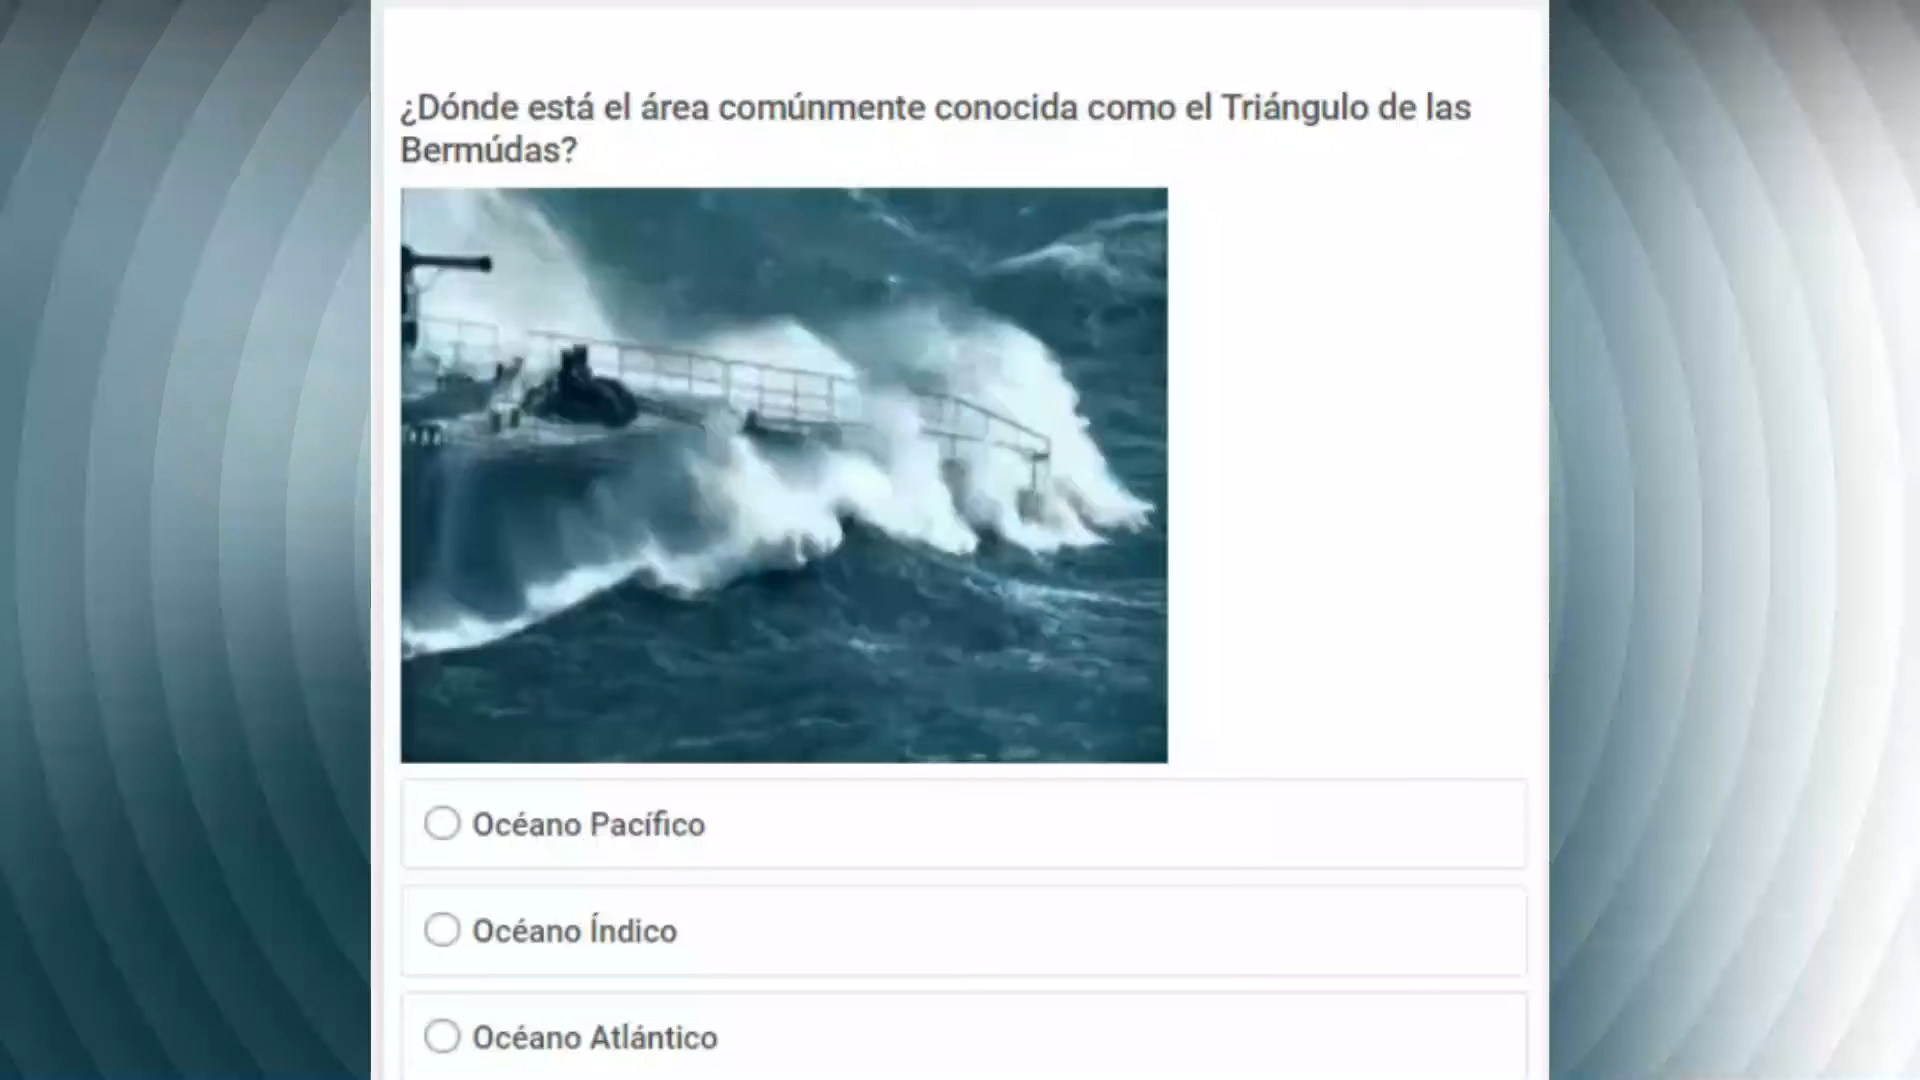 ¿Dónde está el área comúnmente conocida como el Triángulo de las
Bermúdas?
Océano Pacífico
Océano Índico
Océano Atlántico